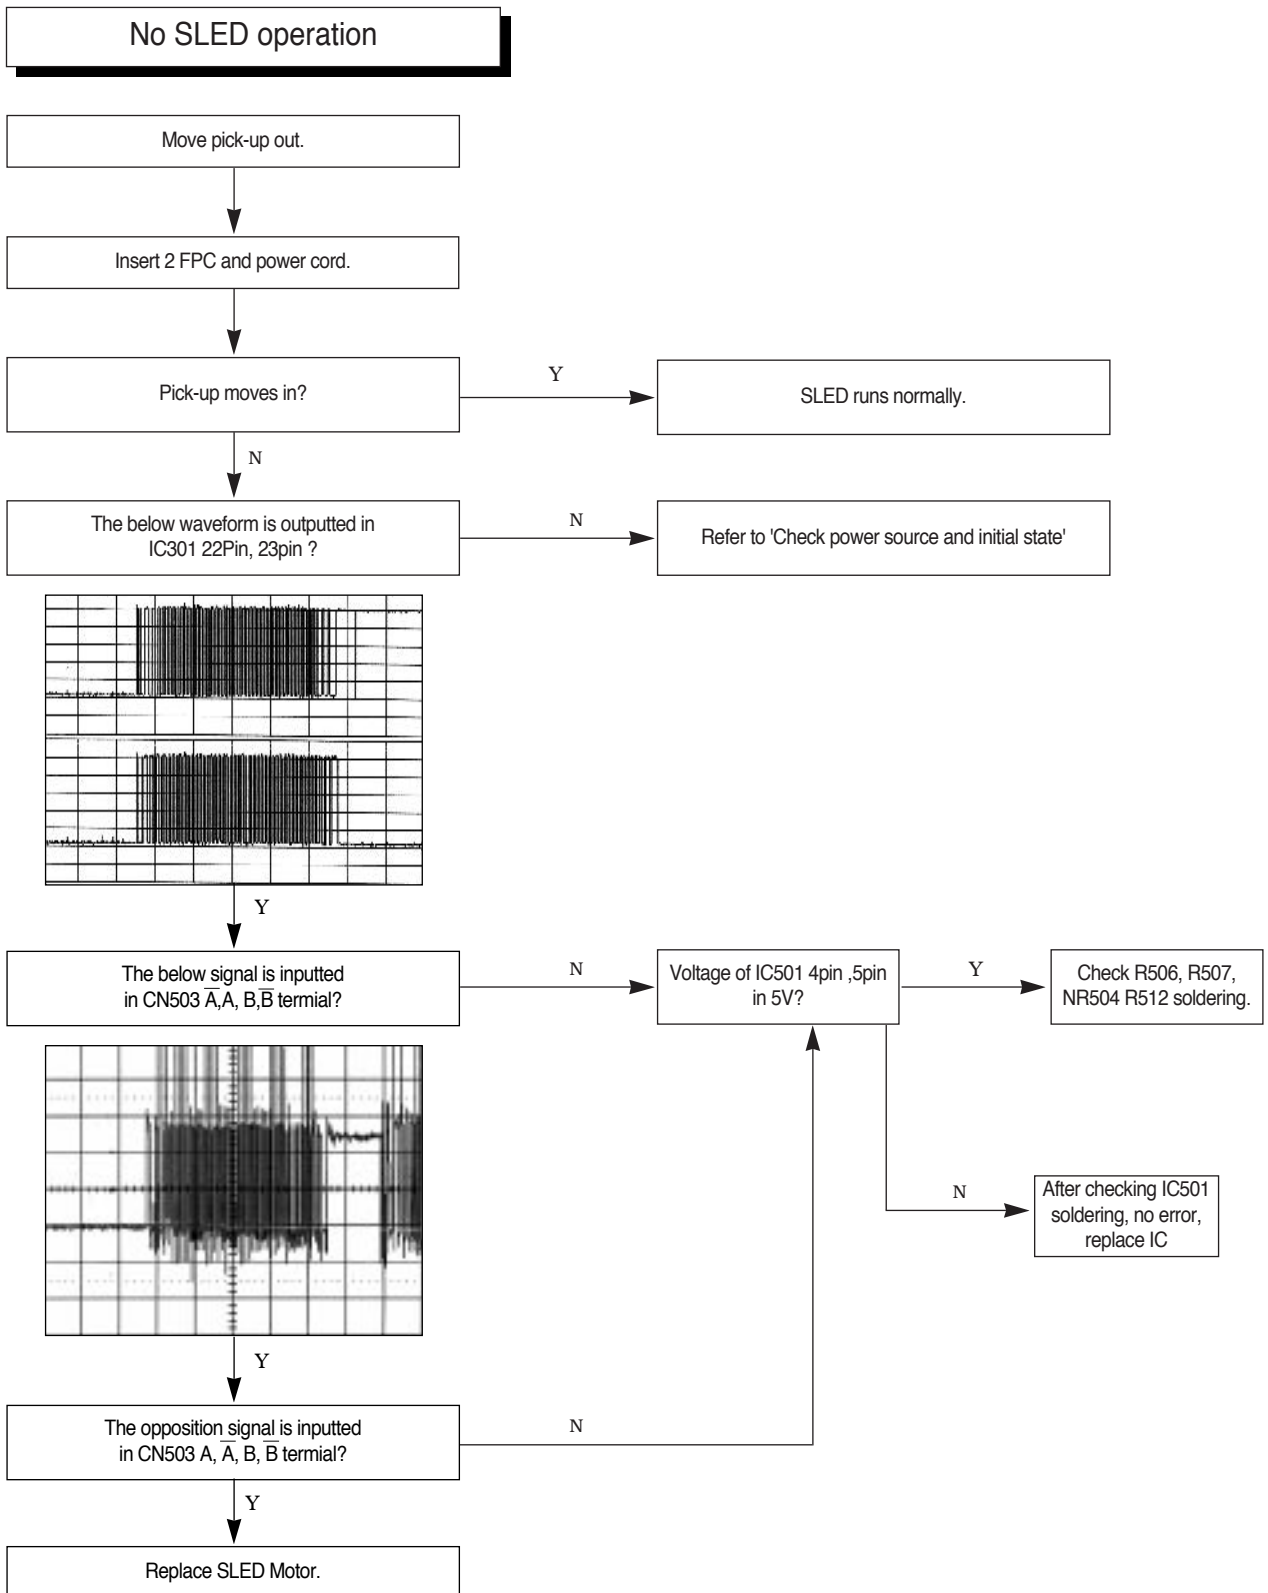 No SLED operation
Move pick-up out.
Insert 2 FPC and power cord.
Pick-up moves in?
Y
SLED runs normally.
N
The below waveform is outputted in
IC301 22Pin, 23pin ?
N
Refer to 'Check power source and initial state'
Y
The below signal is inputted
in CN503 A̅,A, B,B̅ termial?
N
Voltage of IC501 4pin ,5pin
in 5V?
Y
Check R506, R507,
NR504 R512 soldering.
N
After checking IC501
soldering, no error,
replace IC
Y
The opposition signal is inputted
in CN503 A, A̅, B, B̅ termial?
N
Y
Replace SLED Motor.